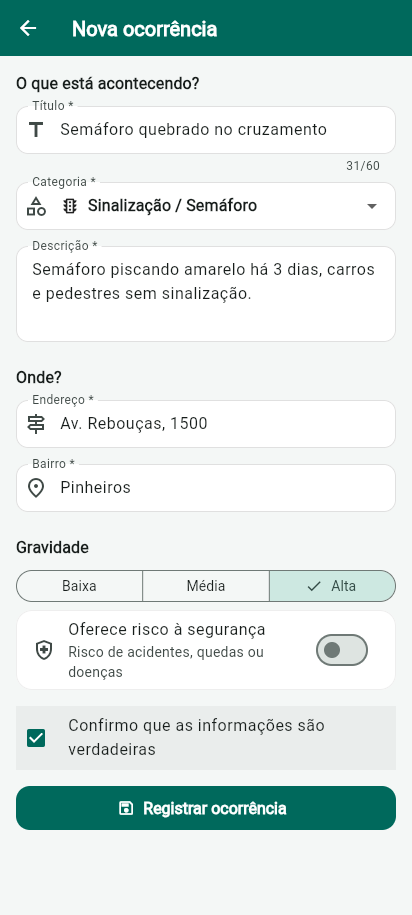 Nova ocorrência
O que está acontecendo?
Título *
Semáforo quebrado no cruzamento
31/60
Categoria *
Sinalização / Semáforo
Descrição *
Semáforo piscando amarelo há 3 dias, carros
e pedestres sem sinalização.
Onde?
Endereço *
Av. Rebouças, 1500
Bairro *
Pinheiros
Gravidade
Baixa
Média
Alta
Oferece risco à segurança
Risco de acidentes, quedas ou
doenças
Confirmo que as informações são
verdadeiras
Registrar ocorrência